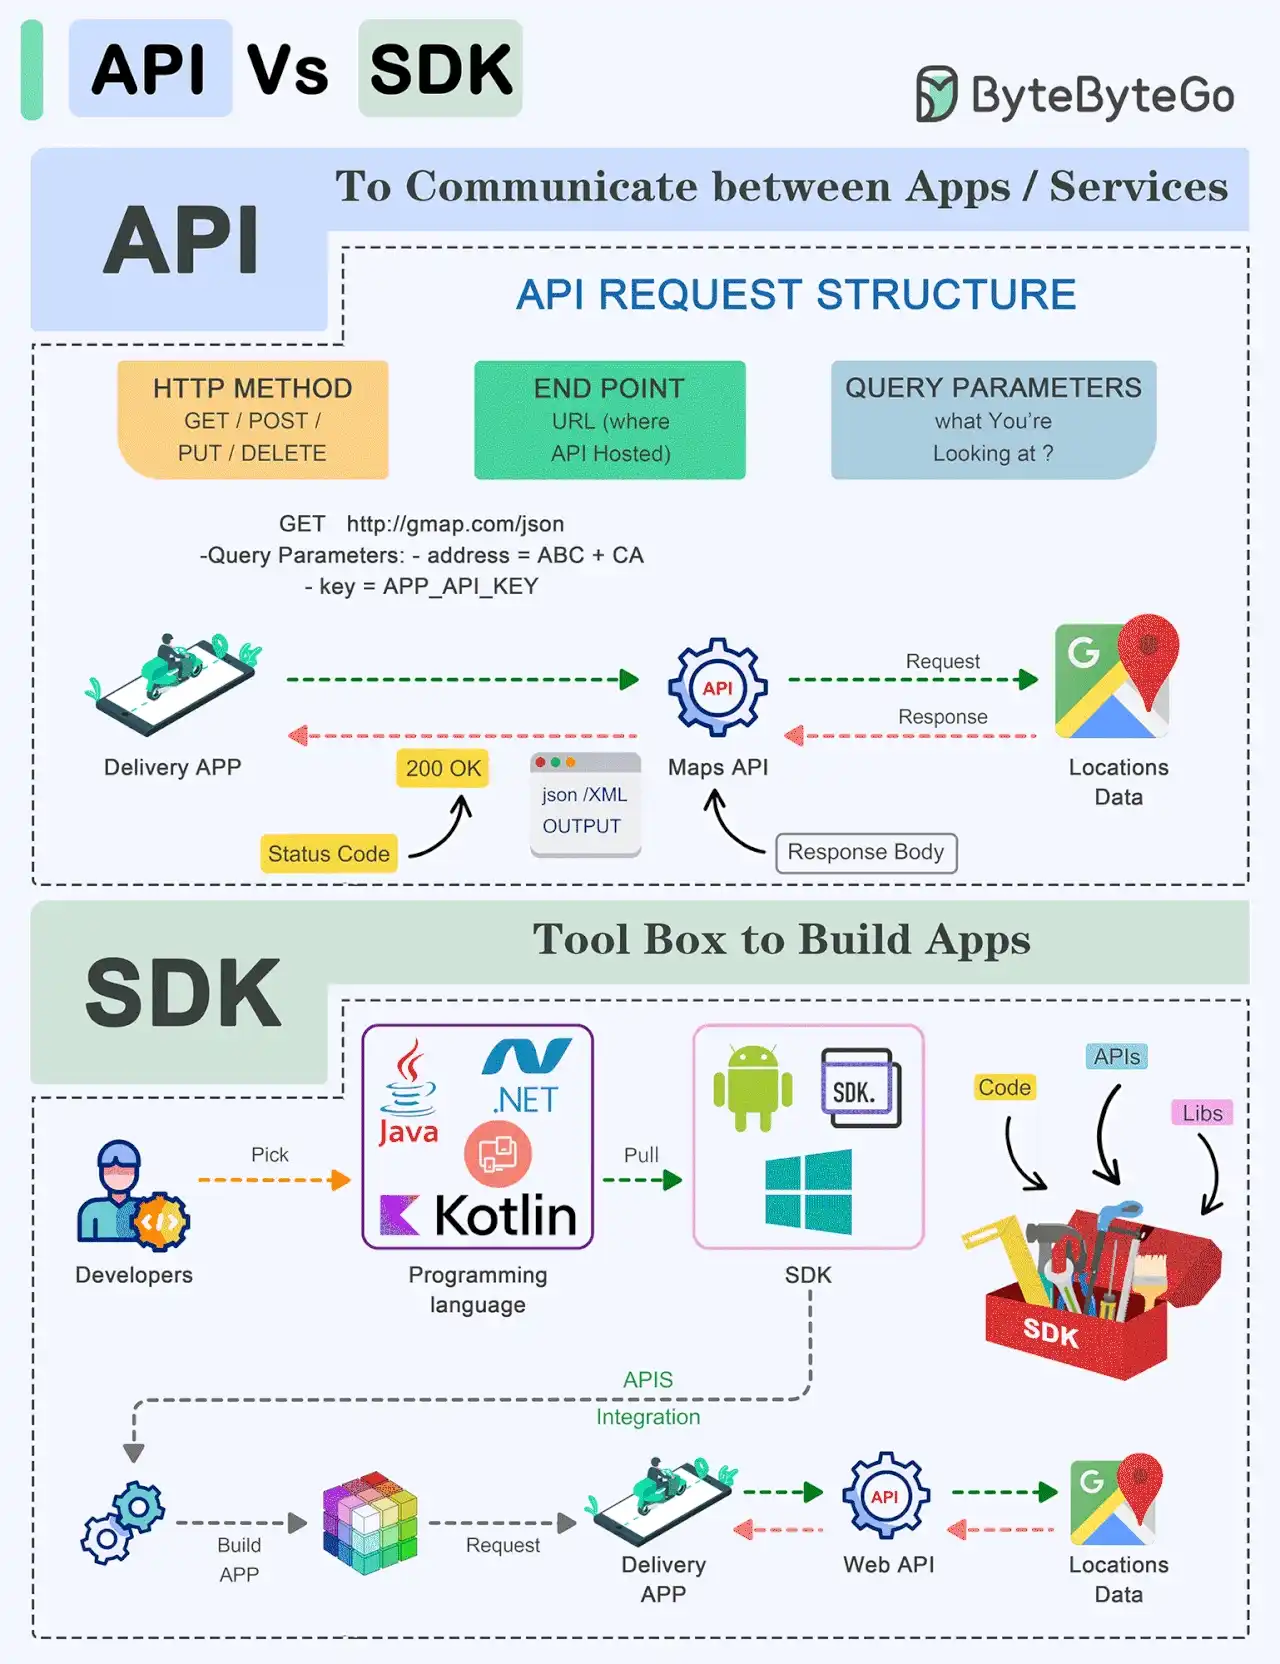 API Vs SDK
ByteByteGo
API
To Communicate between Apps / Services
API REQUEST STRUCTURE
HTTP METHOD
GET / POST /
PUT / DELETE
END POINT
URL (where
API Hosted)
QUERY PARAMETERS
what You're
Looking at ?
GET http://gmap.com/json
-Query Parameters: - address = ABC + CA
- key = APP_API_KEY
Delivery APP
API
Maps API
Request
Response
G
Locations
Data
200 OK
Status Code
json /XML
OUTPUT
Response Body
SDK
Tool Box to Build Apps
Developers
Pick
Java
.NET
Kotlin
Programming
language
Pull
SDK.
SDK
Code
APIs
Libs
SDK
APIS
Integration
Build
APP
Request
Delivery
APP
API
Web API
G
Locations
Data